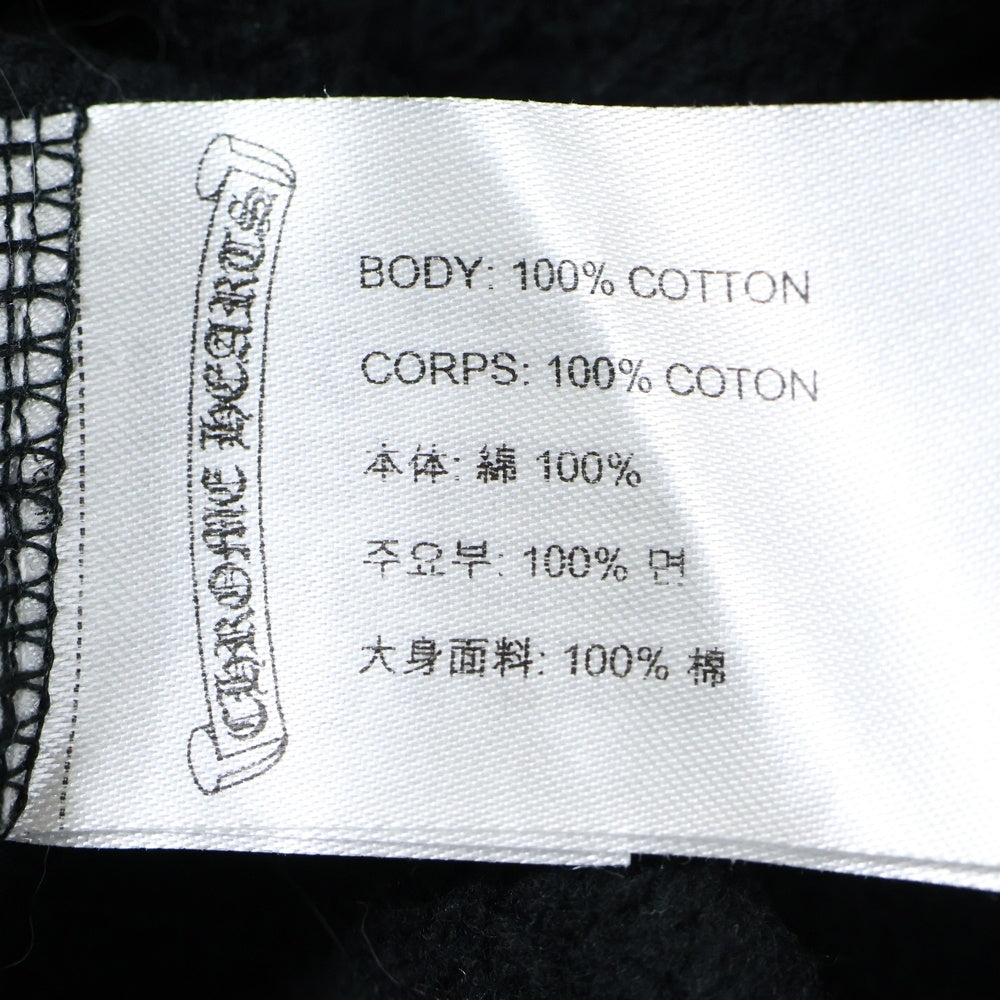 CHROME HEARTS
BODY: 100% COTTON
CORPS: 100% COTON
本体: 綿 100%
주요부: 100% 면
大身面料: 100% 棉